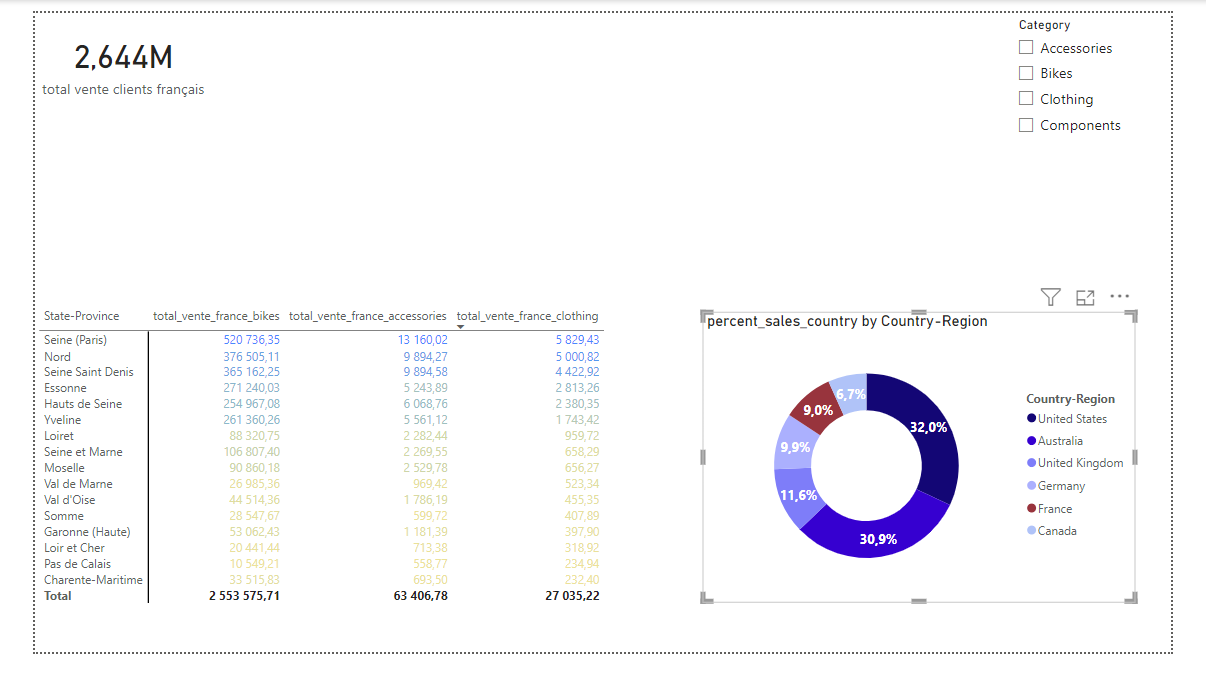 2,644M
total vente clients français
Category
Accessories
Bikes
Clothing
Components
State-Province total_vente_france_bikes total_vente_france_accessories total_vente_france_clothing
Seine (Paris) 520 736,35 13 160,02 5 829,43
Nord 376 505,11 9 894,27 5 000,82
Seine Saint Denis 365 162,25 9 894,58 4 422,92
Essonne 271 240,03 5 243,89 2 813,26
Hauts de Seine 254 967,08 6 068,76 2 380,35
Yveline 261 360,26 5 561,12 1 743,42
Loiret 88 320,75 2 282,44 959,72
Seine et Marne 106 807,40 2 269,55 658,29
Moselle 90 860,18 2 529,78 656,27
Val de Marne 26 985,36 969,42 523,34
Val d'Oise 44 514,36 1 786,19 455,35
Somme 28 547,67 599,72 407,89
Garonne (Haute) 53 062,43 1 181,39 397,90
Loir et Cher 20 441,44 713,38 318,92
Pas de Calais 10 549,21 558,77 234,94
Charente-Maritime 33 515,83 693,50 232,40
Total 2 553 575,71 63 406,78 27 035,22
percent_sales_country by Country-Region
6,7%
9,0%
32,0%
9,9%
11,6%
30,9%
Country-Region
United States
Australia
United Kingdom
Germany
France
Canada